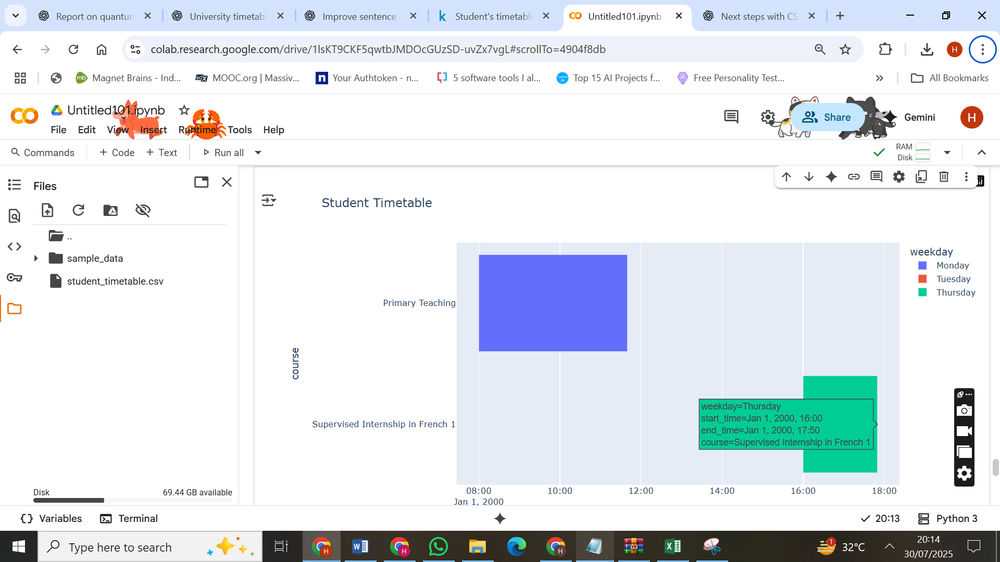 Report on quantum
University timetabl
Improve sentence s
Student's timetable
Untitled101.ipynb
Next steps with CS
colab.research.google.com/drive/1lsKT9CKF5qwtbJMDOcGUzSD-uvZx7vgL#scrollTo=4904f8db
H
Magnet Brains - Ind...
MOOC.org | Massiv...
Your Authtoken - n...
5 software tools I al...
Top 15 AI Projects f...
Free Personality Test...
All Bookmarks
Untitled101.ipynb
File Edit View Insert Runtime Tools Help
Share
Gemini
H
Commands
+ Code + Text
Run all
RAM
Disk
Files
..
sample_data
student_timetable.csv
Disk 69.44 GB available
Student Timetable
weekday
Monday
Tuesday
Thursday
Primary Teaching
course
Supervised Internship in French 1
weekday=Thursday
start_time=Jan 1, 2000, 16:00
end_time=Jan 1, 2000, 17:50
course=Supervised Internship in French 1
08:00 10:00 12:00 14:00 16:00 18:00
Jan 1, 2000
Variables
Terminal
20:13
Python 3
Type here to search
1
32°C
20:14
30/07/2025